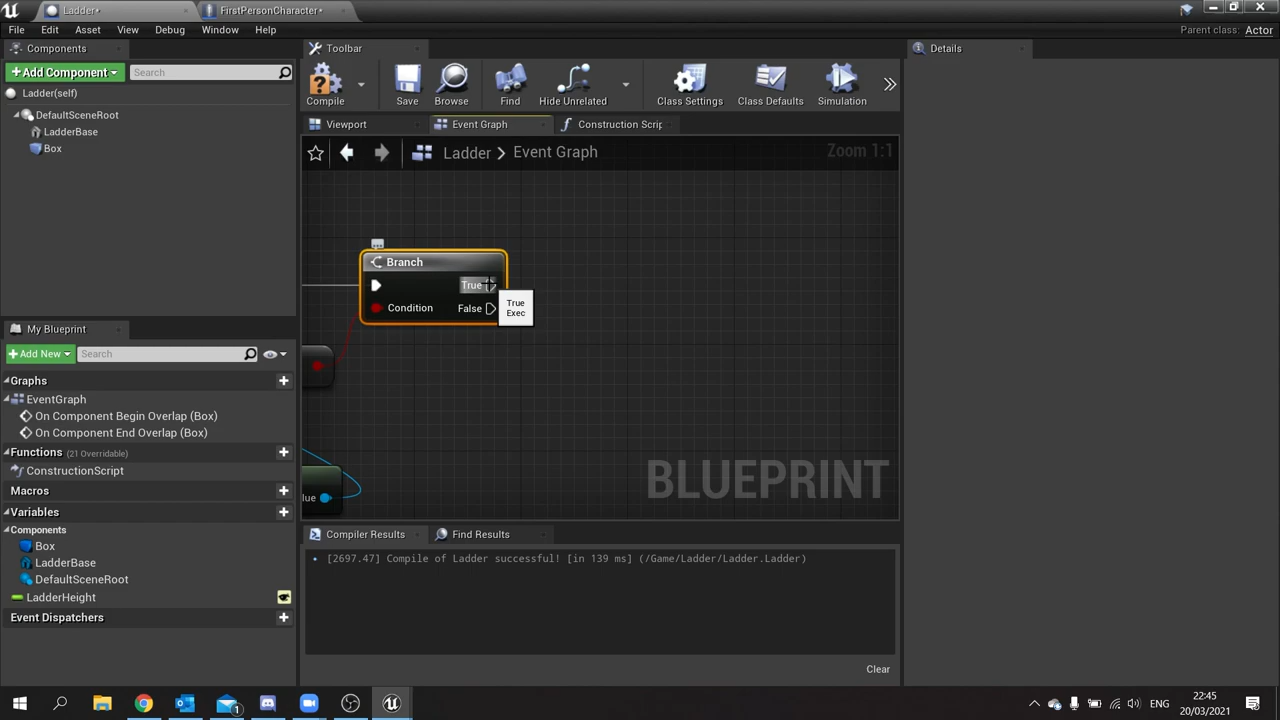 Ladder*
FirstPersonCharacter*
File Edit Asset View Debug Window Help
Parent class: Actor
Components
Toolbar
Details
Add Component
Search
Compile
Save
Browse
Find
Hide Unrelated
Class Settings
Class Defaults
Simulation
Ladder(self)
DefaultSceneRoot
LadderBase
Box
Viewport
Event Graph
Construction Scrip
Ladder > Event Graph
Zoom 1:1
Branch
True
Condition
False
True
Exec
lue
BLUEPRINT
My Blueprint
Add New
Search
Graphs
EventGraph
On Component Begin Overlap (Box)
On Component End Overlap (Box)
Functions (21 Overridable)
ConstructionScript
Macros
Variables
Components
Box
LadderBase
DefaultSceneRoot
LadderHeight
Event Dispatchers
Compiler Results
Find Results
[2697.47] Compile of Ladder successful! [in 139 ms] (/Game/Ladder/Ladder.Ladder)
Clear
1
ENG
22:45
20/03/2021